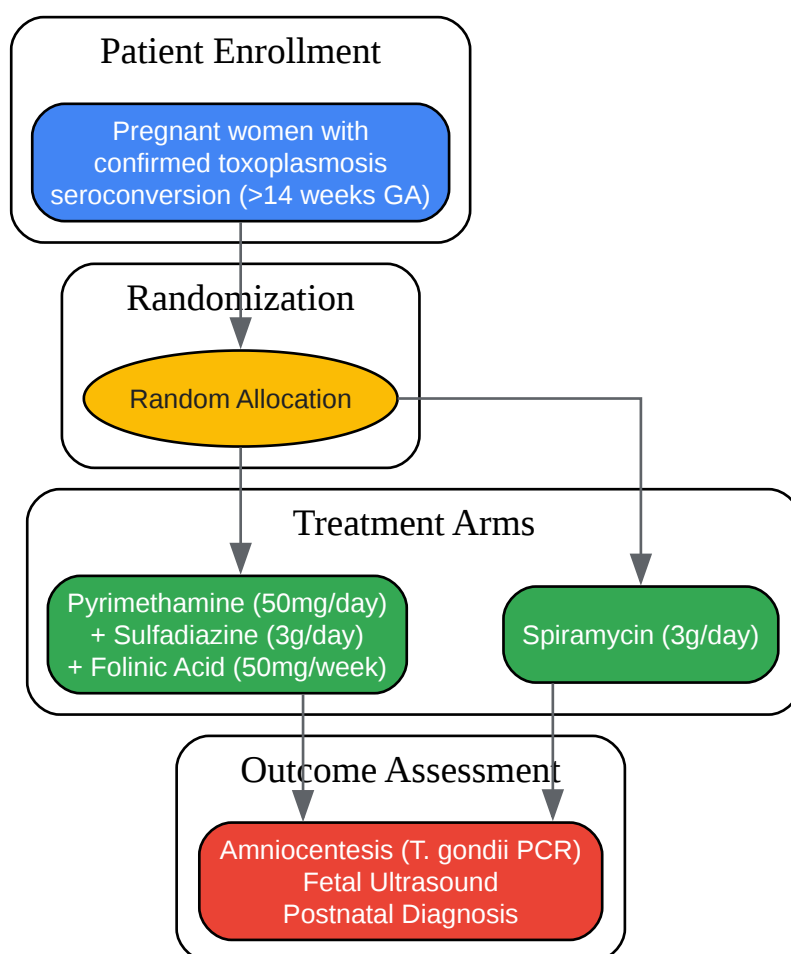 Patient Enrollment
Pregnant women with
confirmed toxoplasmosis
seroconversion (>14 weeks GA)
Randomization
Random Allocation
Treatment Arms
Pyrimethamine (50mg/day)
+ Sulfadiazine (3g/day)
+ Folinic Acid (50mg/week)
Spiramycin (3g/day)
Outcome Assessment
Amniocentesis (T. gondii PCR)
Fetal Ultrasound
Postnatal Diagnosis